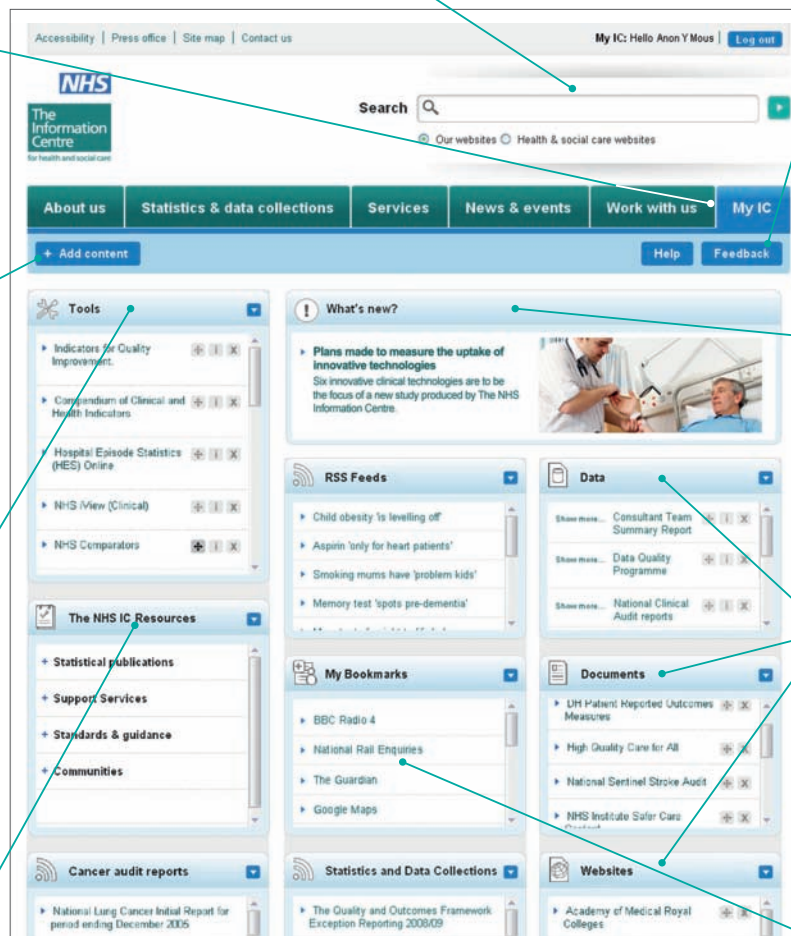 Accessibility | Press office | Site map | Contact us
My IC: Hello Anon Y Mous | Log out
NHS
The
Information
Centre
for health and social care
Search
Our websites Health & social care websites
About us Statistics & data collections Services News & events Work with us My IC
+ Add content Help Feedback
Tools
Indicators for Quality
Improvement.
Compendium of Clinical and
Health Indicators
Hospital Episode Statistics
(HES) Online
NHS iView (Clinical)
NHS Comparators
What's new?
Plans made to measure the uptake of
innovative technologies
Six innovative clinical technologies are to be
the focus of a new study produced by The NHS
Information Centre.
RSS Feeds
Child obesity 'is levelling off'
Aspirin 'only for heart patients'
Smoking mums have 'problem kids'
Memory test 'spots pre-dementia'
Data
Show more... Consultant Team
Summary Report
Show more... Data Quality
Programme
Show more... National Clinical
Audit reports
The NHS IC Resources
+ Statistical publications
+ Support Services
+ Standards & guidance
+ Communities
My Bookmarks
BBC Radio 4
National Rail Enquiries
The Guardian
Google Maps
Documents
DH Patient Reported Outcomes
Measures
High Quality Care for All
National Sentinel Stroke Audit
NHS Institute Safer Care
Cancer audit reports
National Lung Cancer Initial Report for
period ending December 2005
Statistics and Data Collections
The Quality and Outcomes Framework
Exception Reporting 2008/09
Websites
Academy of Medical Royal
Colleges